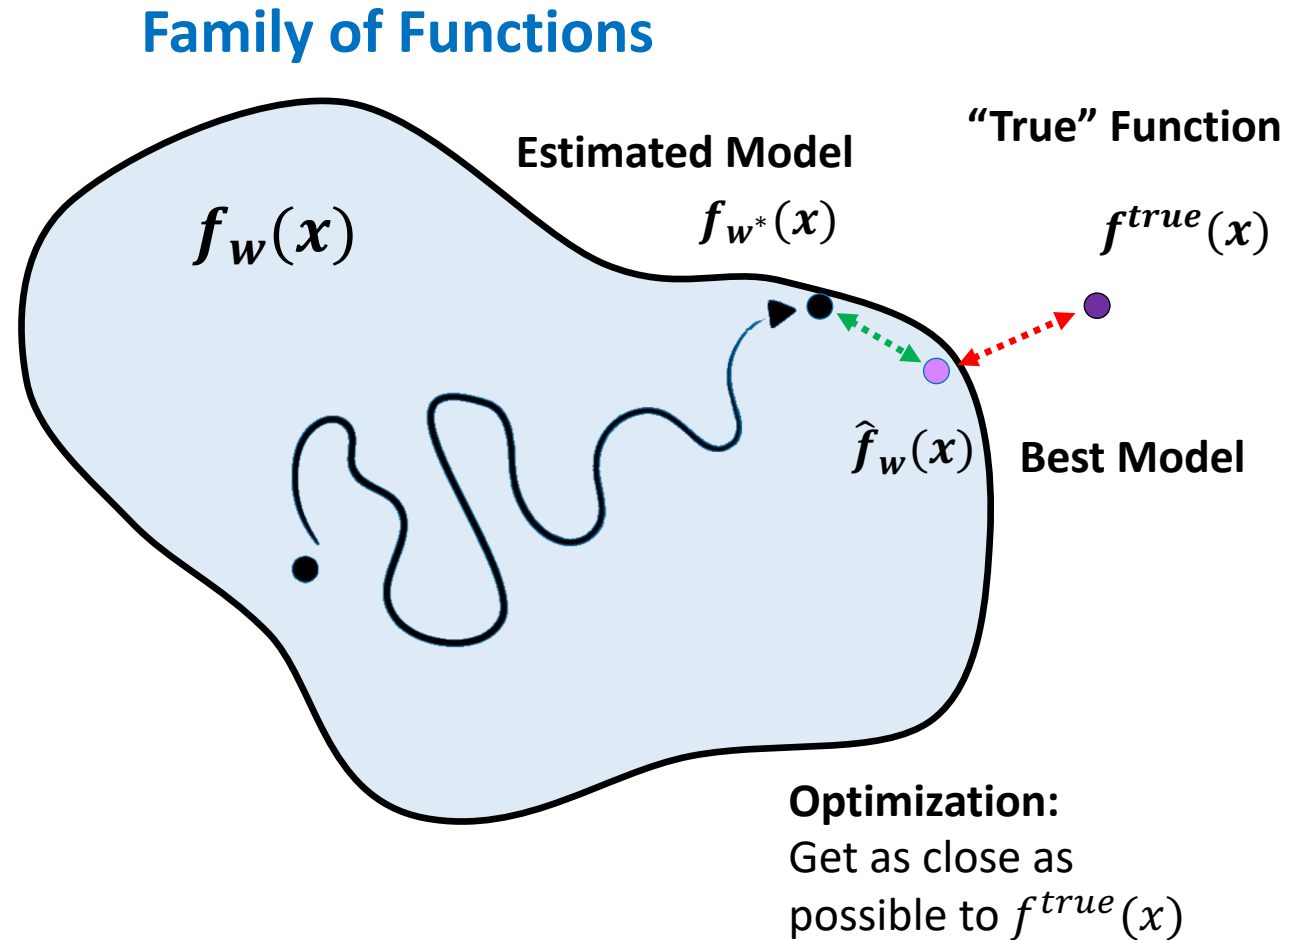 Family of Functions
“True” Function
Estimated Model
f_w(x)
f_{w*}(x)
f^{true}(x)
f̂_w(x)
Best Model
Optimization:
Get as close as
possible to f^{true}(x)